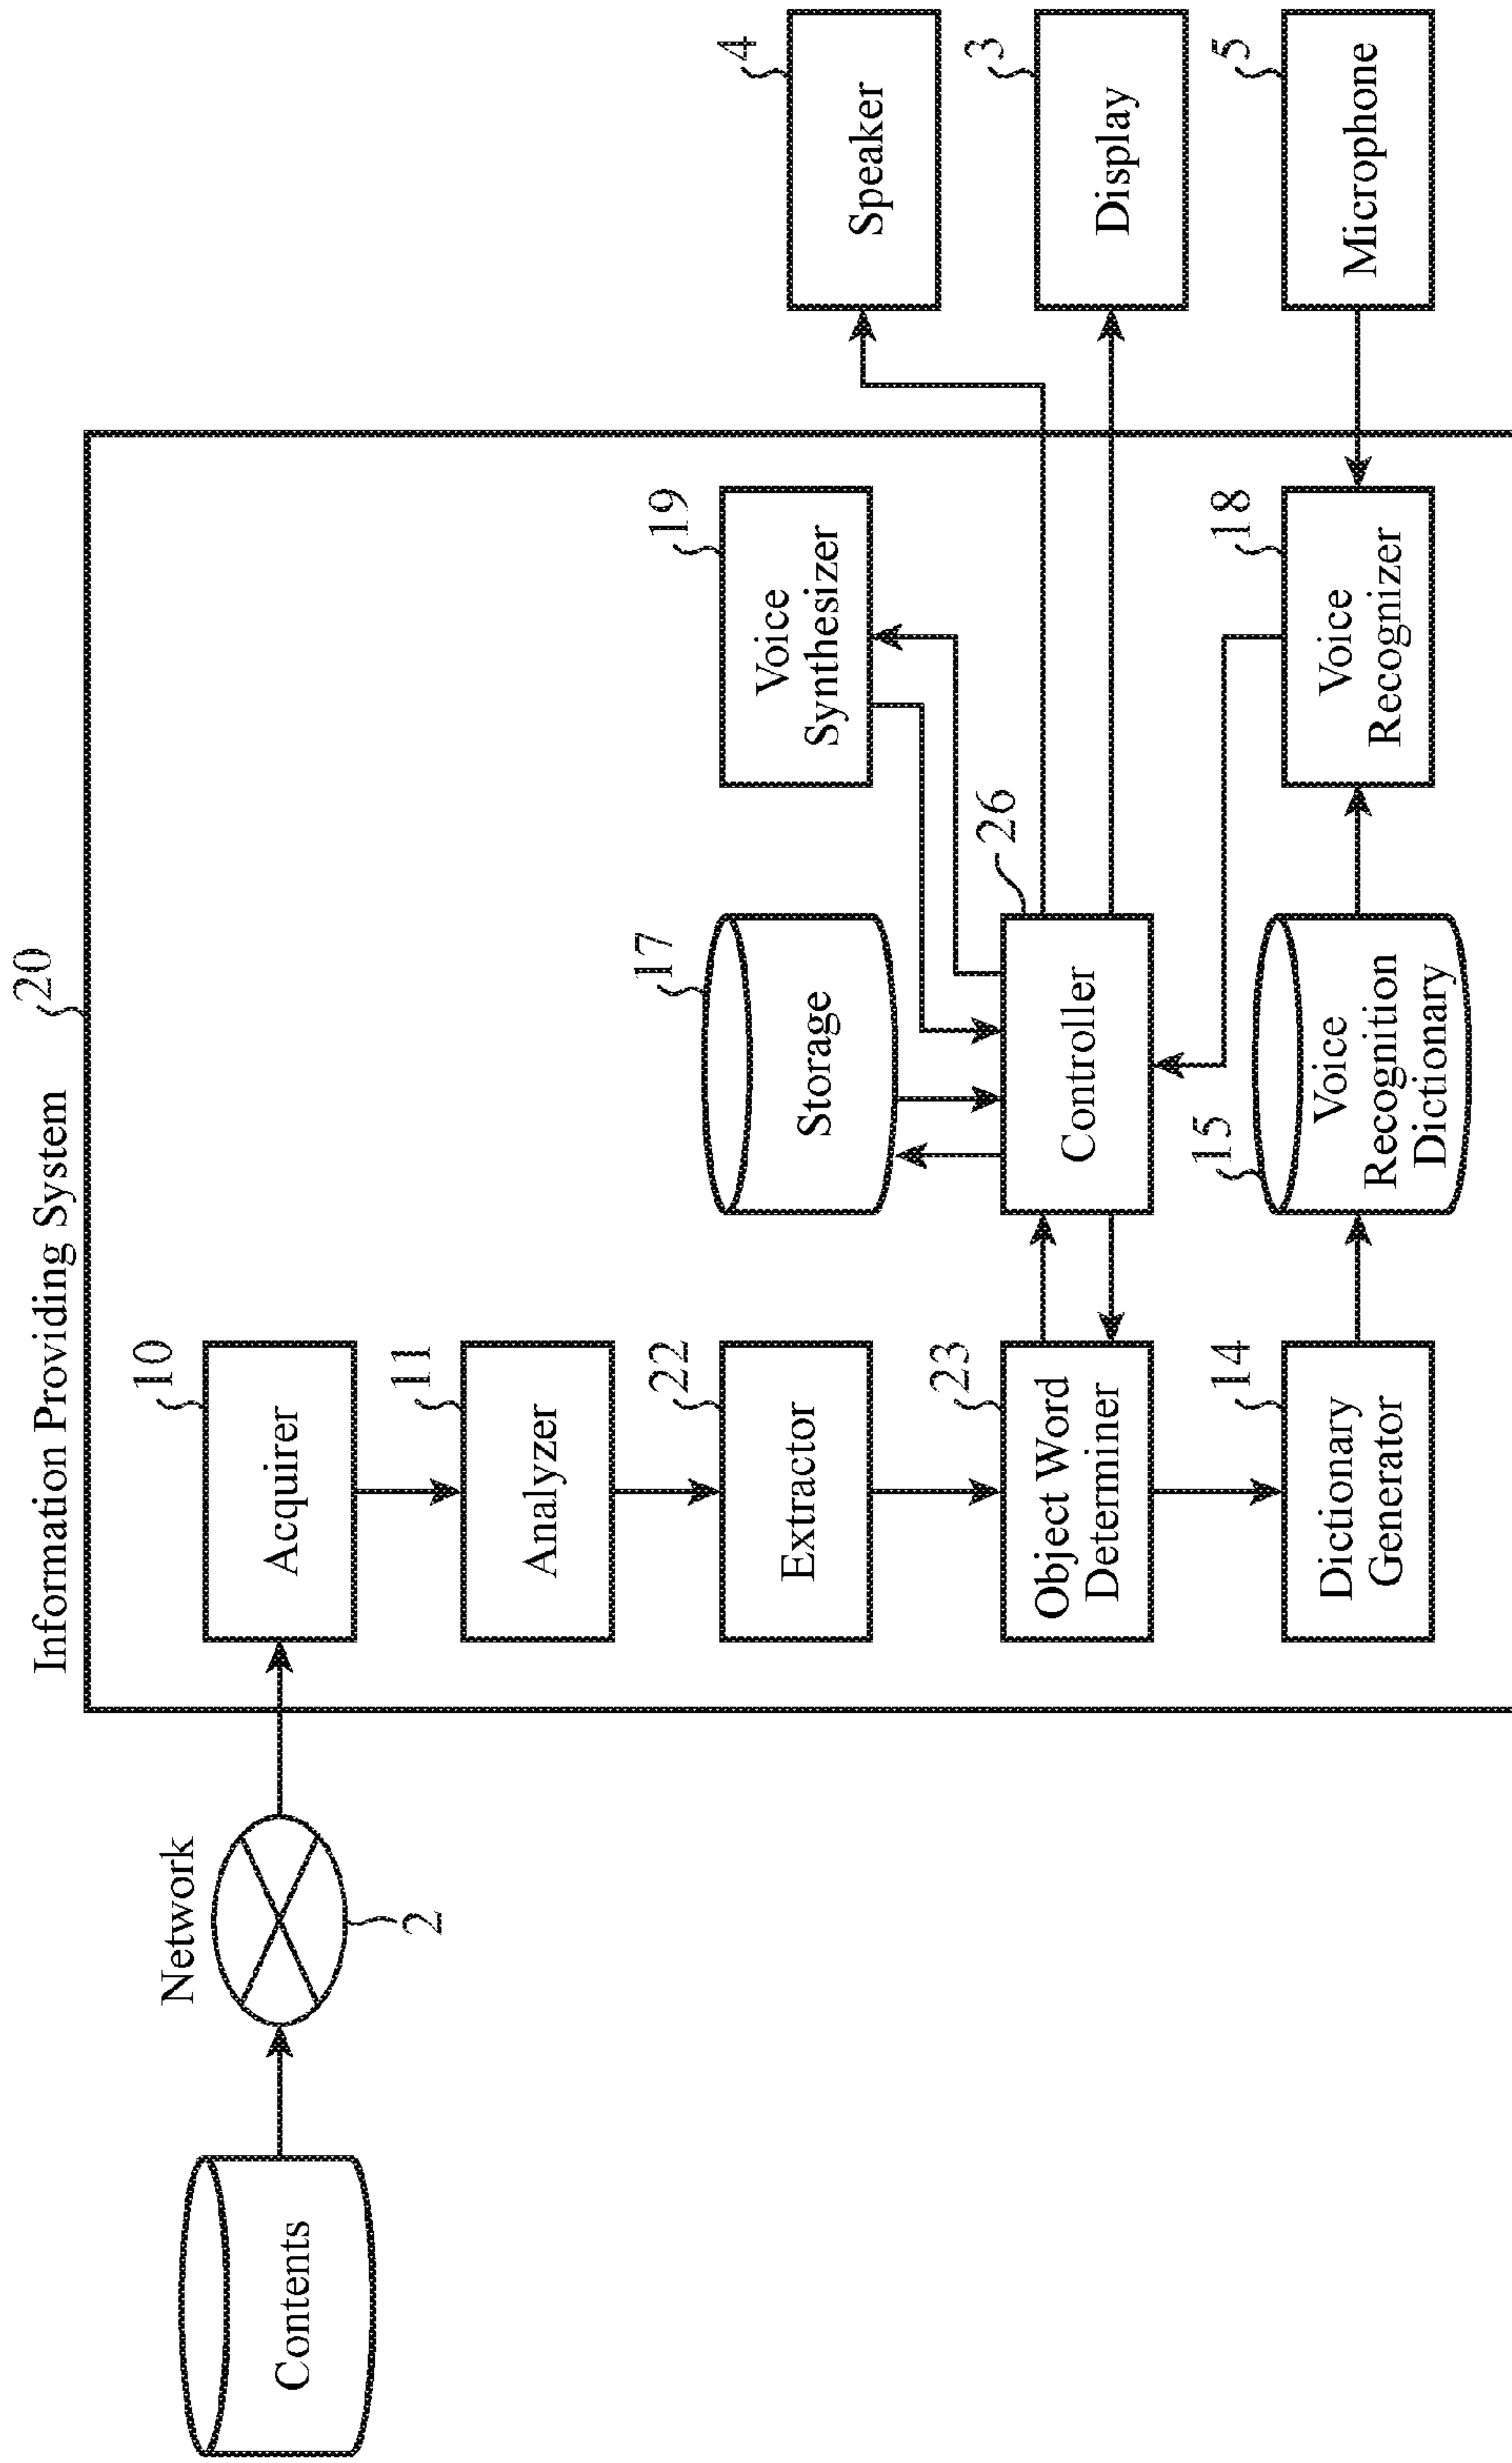 Information Providing System
20
Contents
Network
2
10
Acquirer
11
Analyzer
22
Extractor
23
Object Word
Determiner
14
Dictionary
Generator
17
Storage
26
Controller
15
Voice
Recognition
Dictionary
19
Voice
Synthesizer
18
Voice
Recognizer
4
Speaker
3
Display
5
Microphone